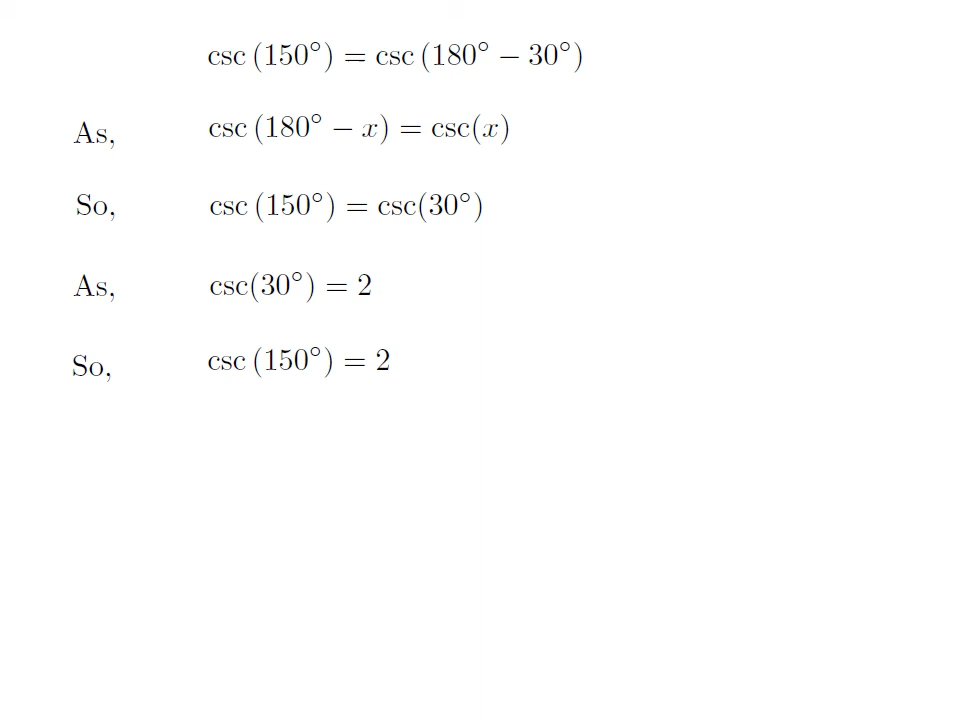 csc (150°) = csc (180° − 30°)
As, csc (180° − x) = csc(x)
So, csc (150°) = csc(30°)
As, csc(30°) = 2
So, csc (150°) = 2